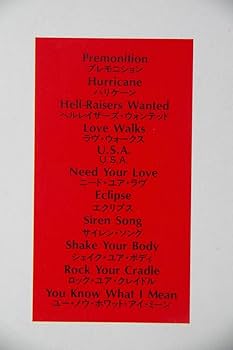 Premonition
プレモニション
Hurricane
ハリケーン
Hell-Raisers Wanted
ヘルレイザーズ・ウォンテッド
Love Walks
ラヴ・ウォークス
U.S.A.
U.S.A.
Need Your Love
ニード・ユア・ラヴ
Eclipse
エクリプス
Siren Song
サイレン・ソング
Shake Your Body
シェイク・ユア・ボディ
Rock Your Cradle
ロック・ユア・クレイドル
You Know What I Mean
ユー・ノウ・ホワット・アイ・ミーン